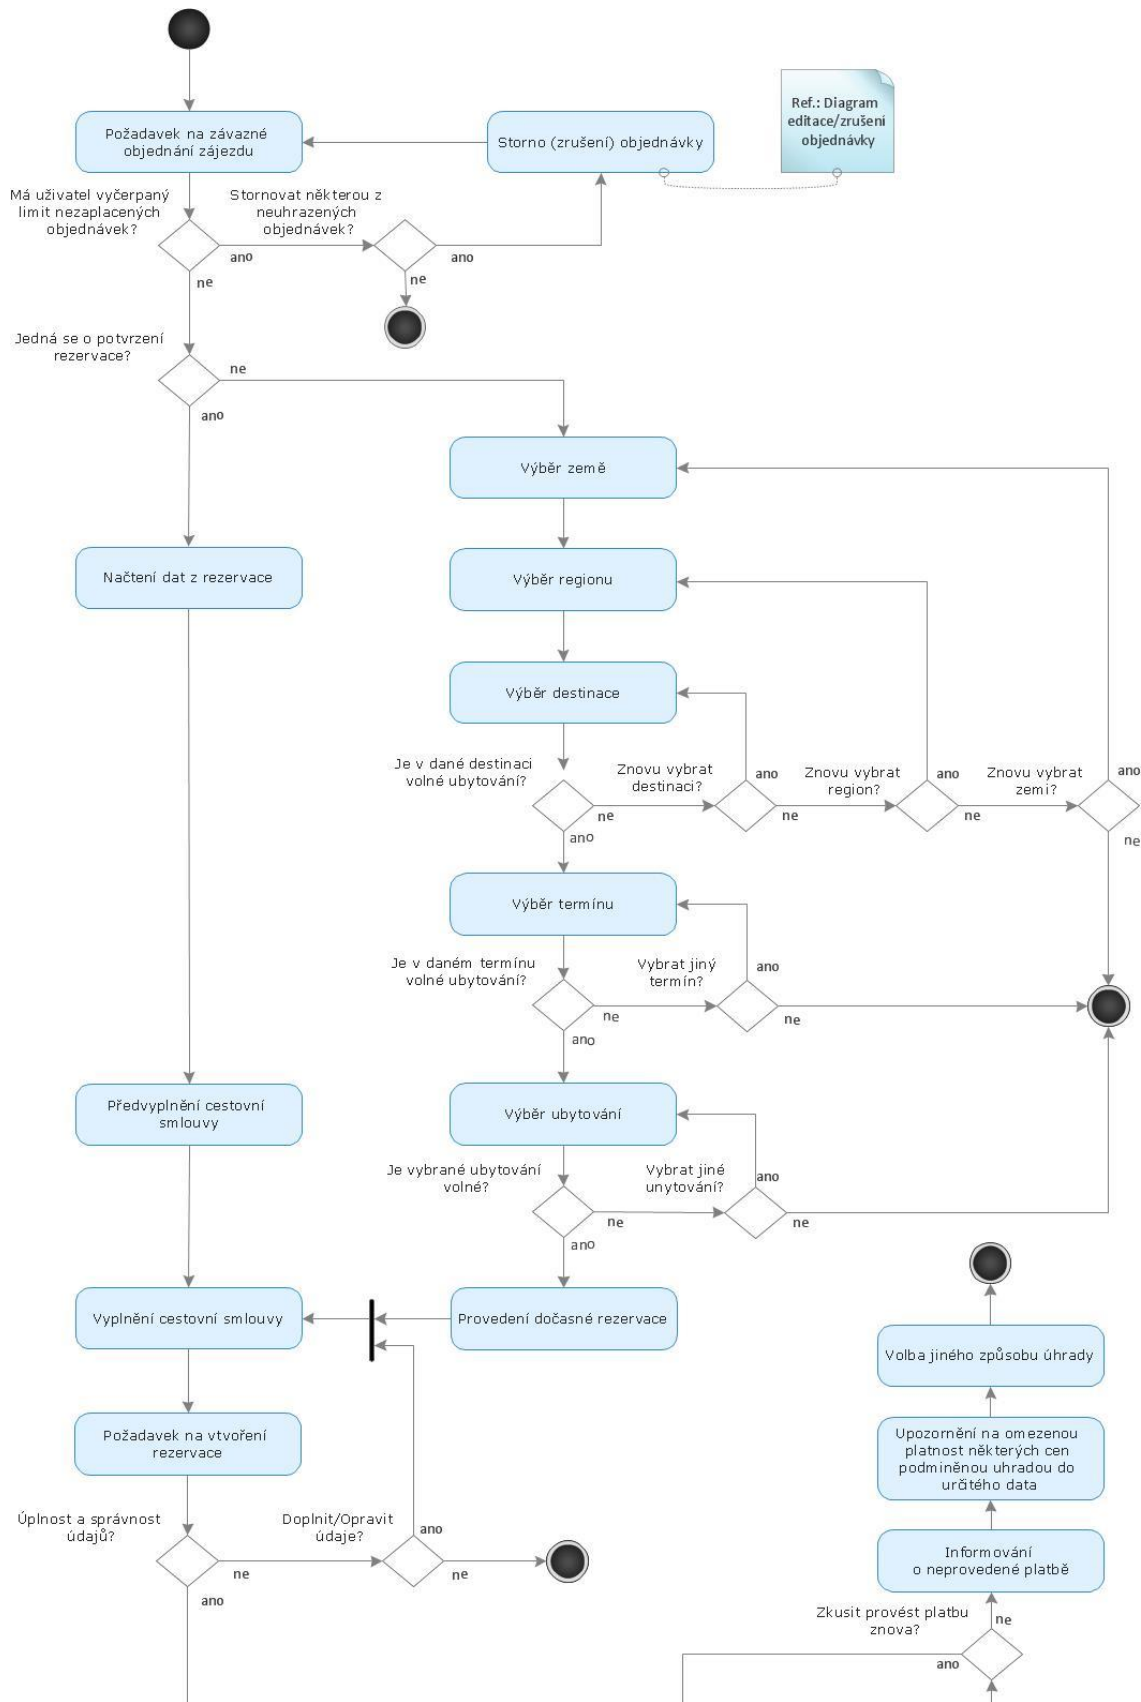 Ref.: Diagram
editace/zrušení
objednávky
Požadavek na závazné
objednání zájezdu
Storno (zrušení) objednávky
Má uživatel vyčerpaný
limit nezaplacených
objednávek?
Stornovat některou z
neuhrazených
objednávek?
ano
ano
ne
ne
Jedná se o potvrzení
rezervace?
ne
ano
Výběr země
Načtení dat z rezervace
Výběr regionu
Výběr destinace
Je v dané destinaci
volné ubytování?
Znovu vybrat
destinaci?
ano
Znovu vybrat
region?
ano
Znovu vybrat
zemi?
ano
ne
ne
ne
ne
ano
Výběr termínu
Je v daném termínu
volné ubytování?
Vybrat jiný
termín?
ano
ne
ne
ano
Předvyplnění cestovní
smlouvy
Výběr ubytování
Je vybrané ubytování
volné?
Vybrat jiné
unytování?
ano
ne
ne
ano
Vyplnění cestovní smlouvy
Provedení dočasné rezervace
Volba jiného způsobu úhrady
Požadavek na vtvoření
rezervace
Upozornění na omezenou
platnost některých cen
podminěnou uhradou do
určitého data
Úplnost a správnost
údajů?
Doplnit/Opravit
údaje?
ano
ne
ne
ano
Informování
o neprovedené platbě
Zkusit provést platbu
znova?
ne
ano